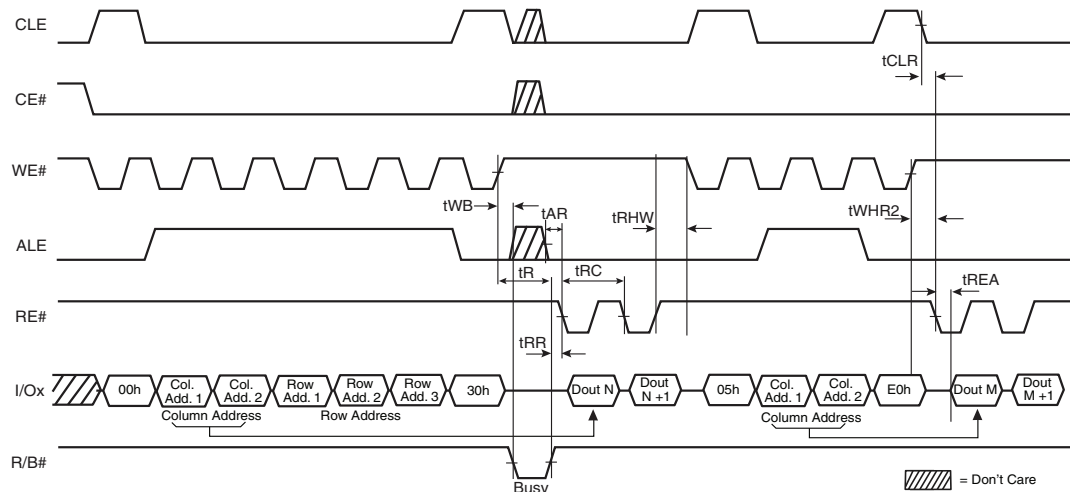 CLE
tCLR
CE#
WE#
tWB
tAR
tRHW
tWHR2
ALE
tR
tRC
tREA
RE#
tRR
I/Ox
00h
Col. Add. 1
Col. Add. 2
Row Add. 1
Row Add. 2
Row Add. 3
30h
Dout N
Dout N +1
05h
Col. Add. 1
Col. Add. 2
E0h
Dout M
Dout M +1
Column Address
Row Address
Column Address
R/B#
Busy
= Don't Care